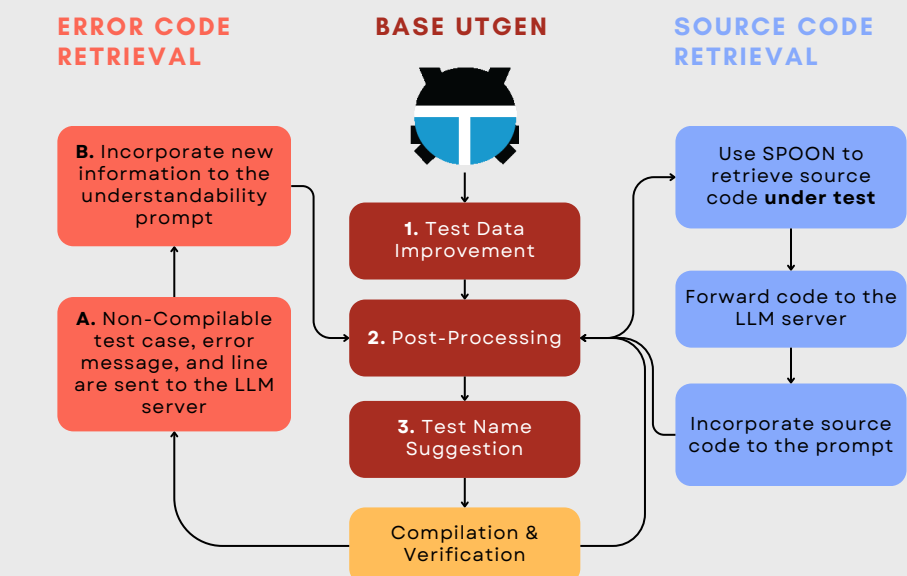 ERROR CODE
RETRIEVAL
BASE UTGEN
SOURCE CODE
RETRIEVAL
B. Incorporate new
information to the
understandability
prompt
A. Non-Compilable
test case, error
message, and line
are sent to the LLM
server
1. Test Data
Improvement
2. Post-Processing
3. Test Name
Suggestion
Compilation &
Verification
Use SPOON to
retrieve source
code under test
Forward code to the
LLM server
Incorporate source
code to the prompt